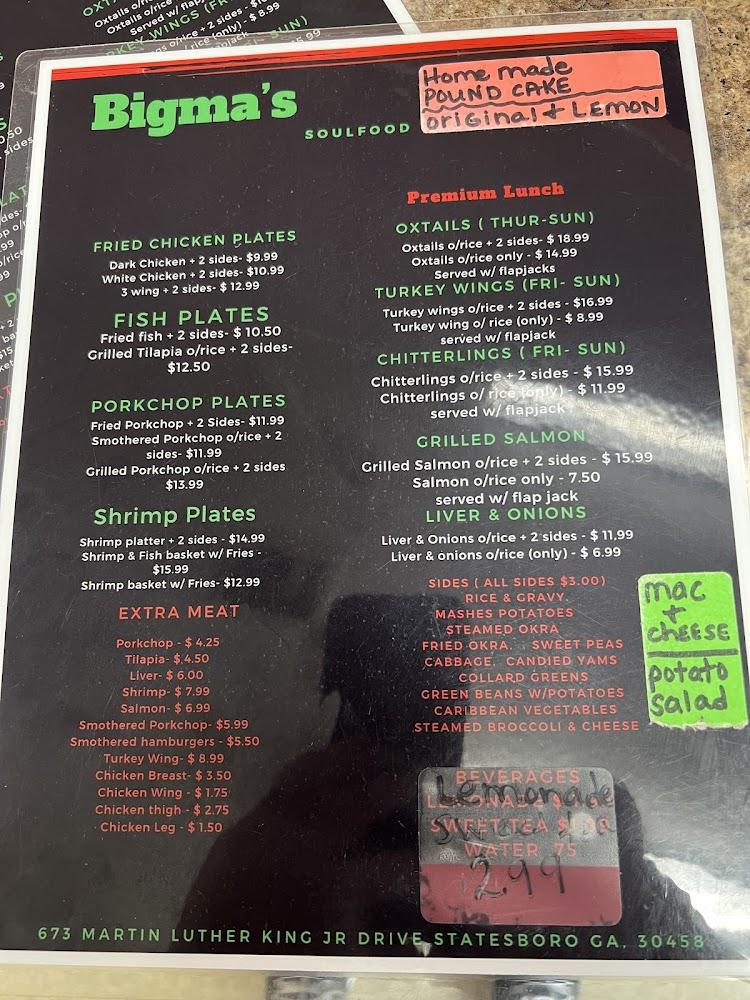 Bigma's
SOULFOOD
Home made
POUND CAKE
original + LEMON
FRIED CHICKEN PLATES
Dark Chicken + 2 sides- $9.99
White Chicken + 2 sides- $10.99
3 wing + 2 sides- $ 12.99
FISH PLATES
Fried fish + 2 sides- $ 10.50
Grilled Tilapia o/rice + 2 sides-
$12.50
PORKCHOP PLATES
Fried Porkchop + 2 Sides- $11.99
Smothered Porkchop o/rice + 2
sides- $11.99
Grilled Porkchop o/rice + 2 sides
$13.99
Shrimp Plates
Shrimp platter + 2 sides - $14.99
Shrimp & Fish basket w/ Fries -
$15.99
Shrimp basket w/ Fries- $12.99
EXTRA MEAT
Porkchop - $ 4.25
Tilapia- $ 4.50
Liver- $ 6.00
Shrimp- $ 7.99
Salmon- $ 6.99
Smothered Porkchop- $5.99
Smothered hamburgers - $5.50
Turkey Wing- $ 8.99
Chicken Breast- $ 3.50
Chicken Wing - $ 1.75
Chicken thigh - $ 2.75
Chicken Leg - $ 1.50
Premium Lunch
OXTAILS ( THUR-SUN)
Oxtails o/rice + 2 sides- $ 18.99
Oxtails o/rice only - $ 14.99
Served w/ flapjacks
TURKEY WINGS (FRI- SUN)
Turkey wings o/rice + 2 sides - $16.99
Turkey wing o/ rice (only) - $ 8.99
served w/ flapjack
CHITTERLINGS ( FRI- SUN)
Chitterlings o/rice + 2 sides - $ 15.99
Chitterlings o/ rice (only) - $ 11.99
served w/ flapjack
GRILLED SALMON
Grilled Salmon o/rice + 2 sides - $ 15.99
Salmon o/rice only - 7.50
served w/ flap jack
LIVER & ONIONS
Liver & Onions o/rice + 2 sides - $ 11,99
Liver & onions o/rice (only) - $ 6.99
SIDES ( ALL SIDES $3.00)
RICE & GRAVY,
MASHES POTATOES
STEAMED OKRA
FRIED OKRA, SWEET PEAS
CABBAGE, CANDIED YAMS
COLLARD GREENS
GREEN BEANS W/POTATOES
CARIBBEAN VEGETABLES
STEAMED BROCCOLI & CHEESE
mac
+
cheese
potato
salad
BEVERAGES
Lemonade
SWEET TEA
WATER .75
2.99
673 MARTIN LUTHER KING JR DRIVE STATESBORO GA, 30458